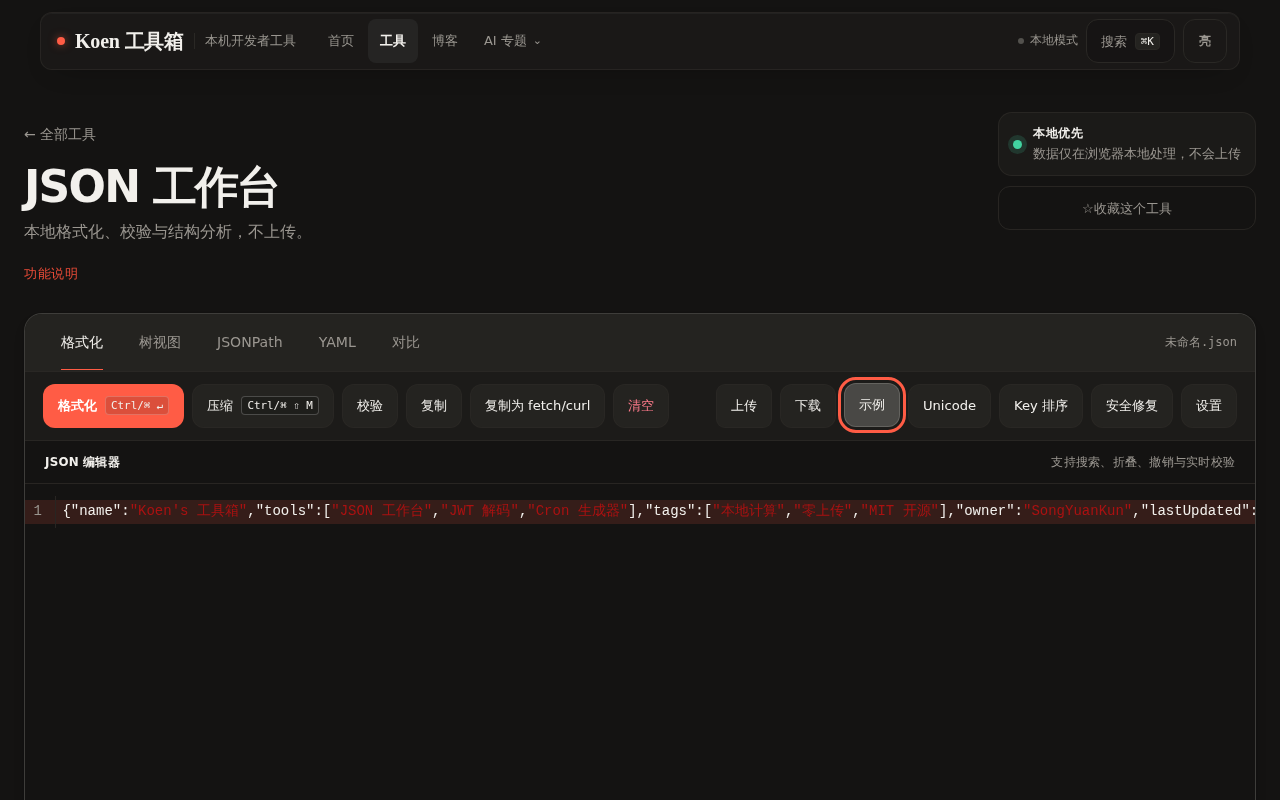 Koen 工具箱 本机开发者工具 首页 工具 博客 AI 专题 ⌄ 本地模式 搜索 ⌘K 亮
← 全部工具
本地优先
数据仅在浏览器本地处理，不会上传
JSON 工作台
☆收藏这个工具
本地格式化、校验与结构分析，不上传。
功能说明
格式化 树视图 JSONPath YAML 对比 未命名.json
格式化 Ctrl/⌘ ↵ 压缩 Ctrl/⌘ ⇧ M 校验 复制 复制为 fetch/curl 清空 上传 下载 示例 Unicode Key 排序 安全修复 设置
JSON 编辑器 支持搜索、折叠、撤销与实时校验
1 {"name":"Koen's 工具箱","tools":["JSON 工作台","JWT 解码","Cron 生成器"],"tags":["本地计算","零上传","MIT 开源"],"owner":"SongYuanKun","lastUpdated":